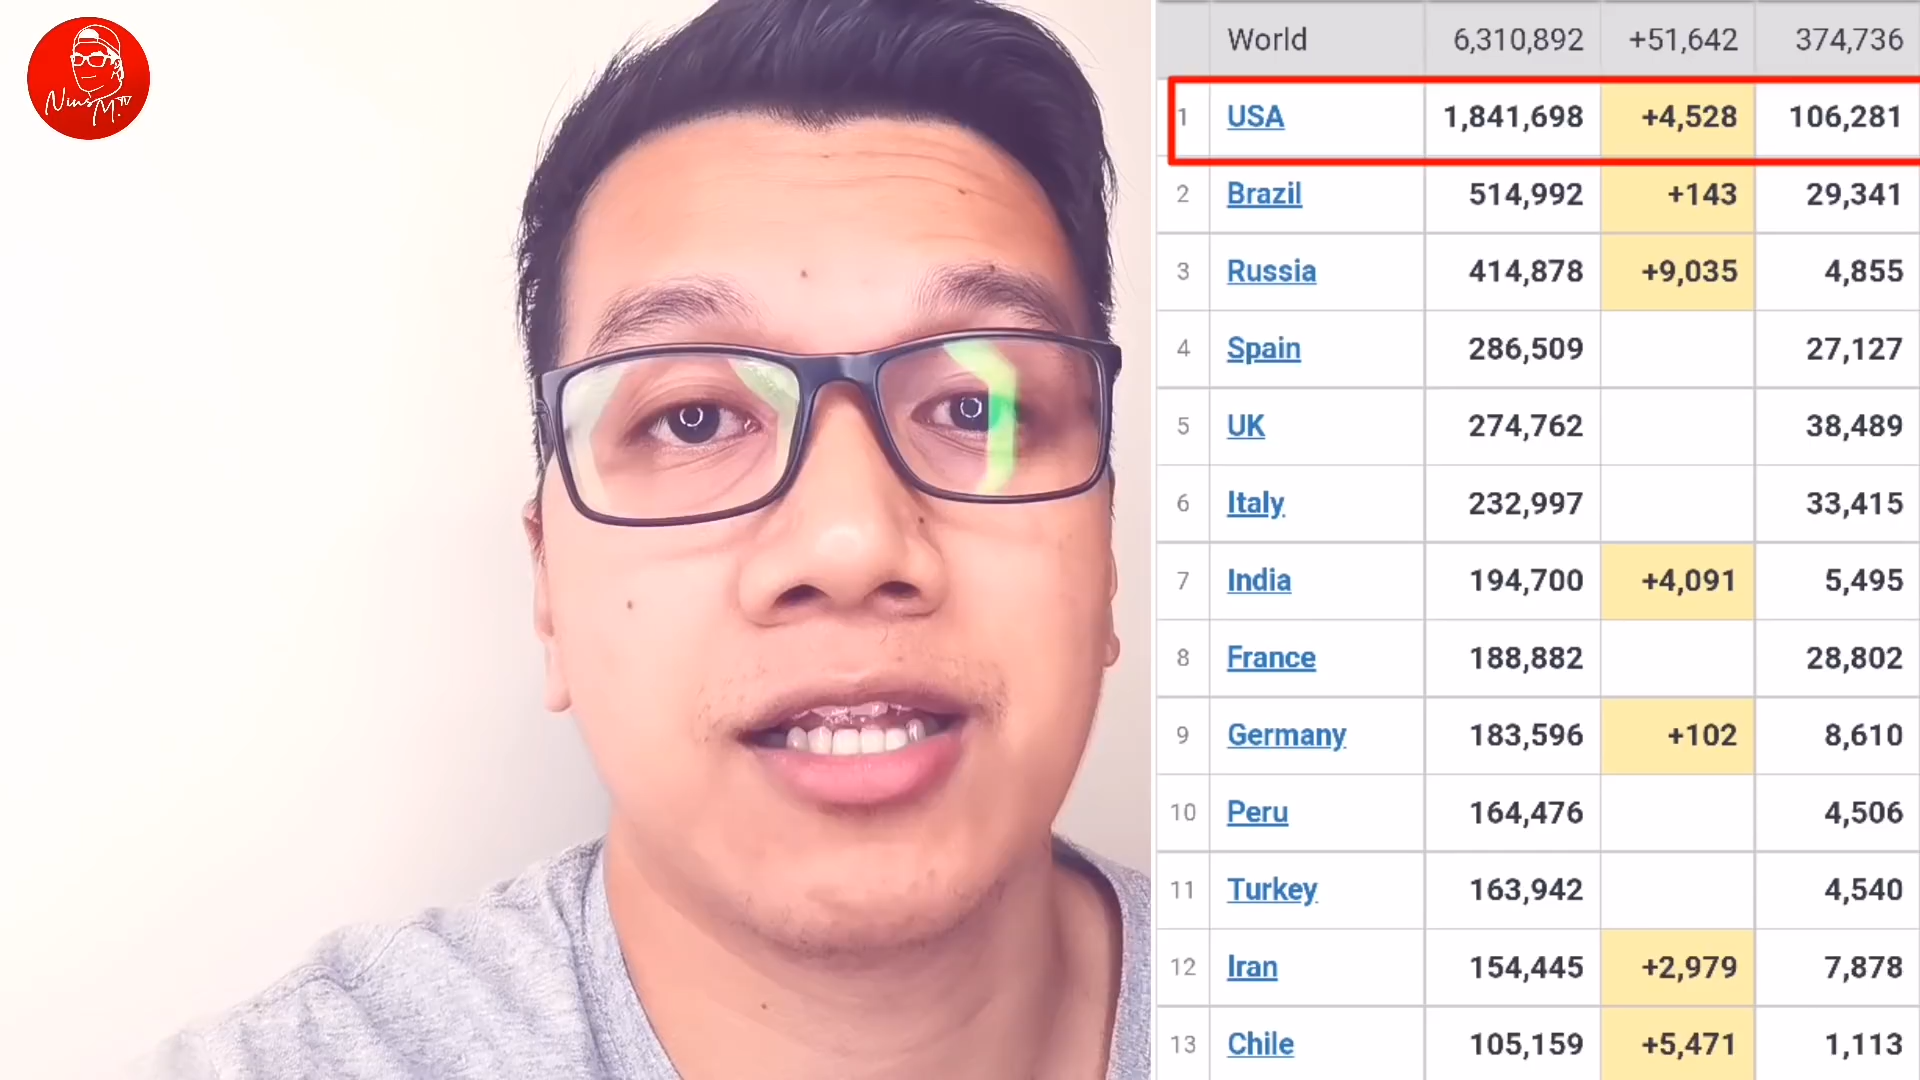 Nins
M. TV
World 6,310,892 +51,642 374,736
1 USA 1,841,698 +4,528 106,281
2 Brazil 514,992 +143 29,341
3 Russia 414,878 +9,035 4,855
4 Spain 286,509 27,127
5 UK 274,762 38,489
6 Italy 232,997 33,415
7 India 194,700 +4,091 5,495
8 France 188,882 28,802
9 Germany 183,596 +102 8,610
10 Peru 164,476 4,506
11 Turkey 163,942 4,540
12 Iran 154,445 +2,979 7,878
13 Chile 105,159 +5,471 1,113